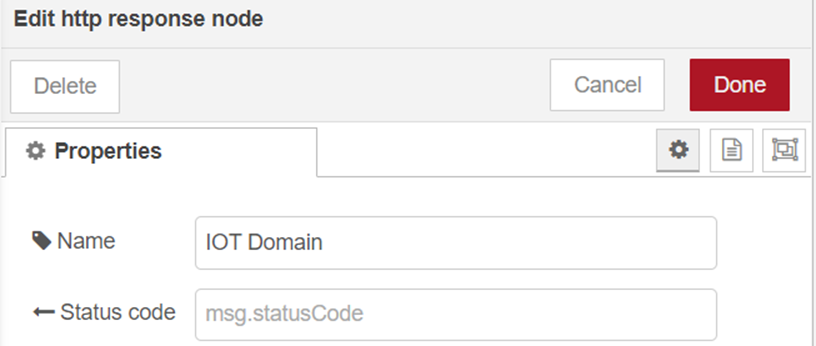 Edit http response node
Delete Cancel Done
Properties
Name IOT Domain
Status code msg.statusCode